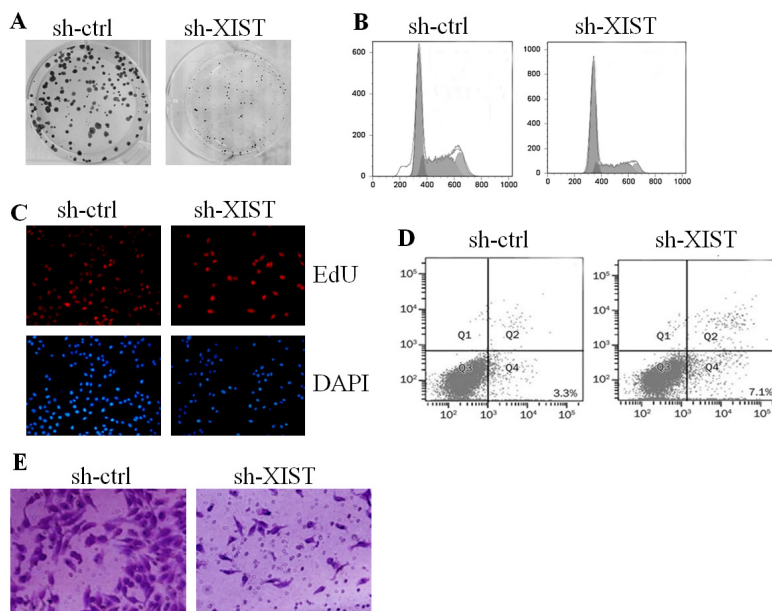 A
sh-ctrl
sh-XIST
B
sh-ctrl
sh-XIST
600
400
200
0
0
200
400
600
800
1000
1000
800
600
400
200
0
0
200
400
600
800
1000
C
sh-ctrl
sh-XIST
EdU
DAPI
D
sh-ctrl
sh-XIST
10⁵
10⁴
10³
10²
Q1
Q2
Q3
Q4
3.3%
10²
10³
10⁴
10⁵
10⁵
10⁴
10³
10²
Q1
Q2
Q3
Q4
7.1%
10²
10³
10⁴
10⁵
E
sh-ctrl
sh-XIST